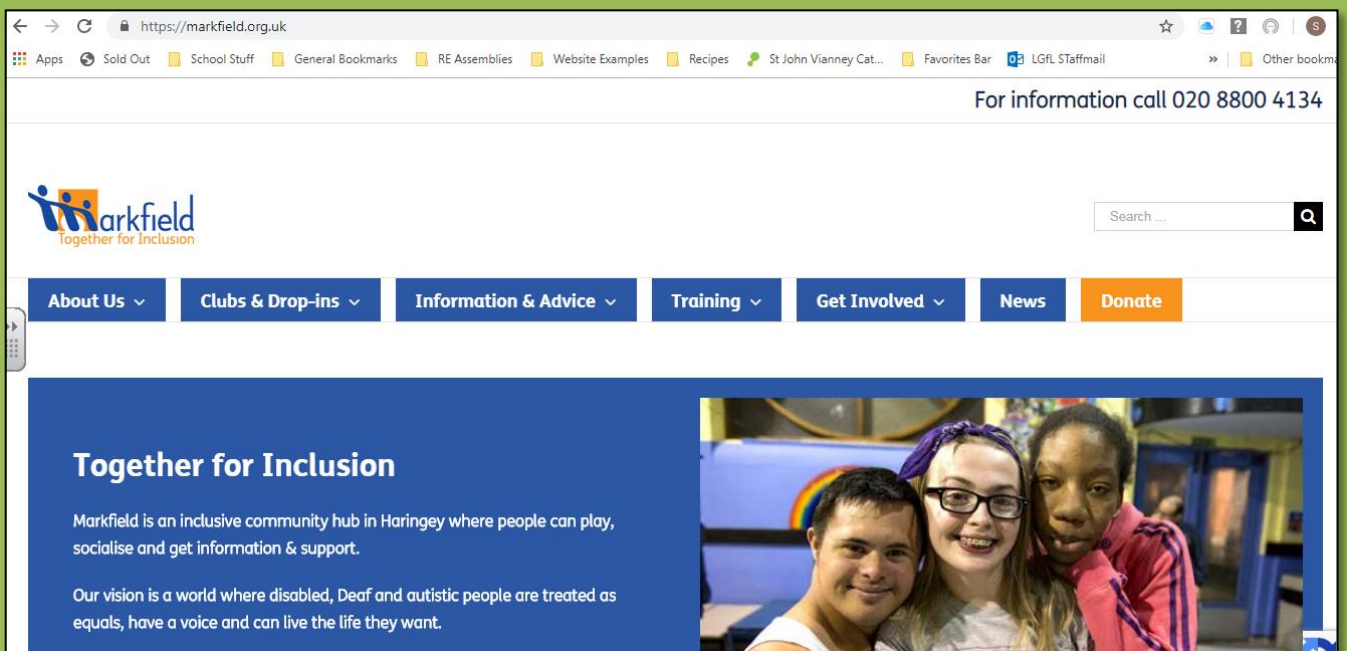 https://markfield.org.uk
S
Apps Sold Out School Stuff General Bookmarks RE Assemblies Website Examples Recipes St John Vianney Cat... Favorites Bar LGfL STaffmail » Other bookma
For information call 020 8800 4134
Markfield
Together for Inclusion
Search ...
About Us Clubs & Drop-ins Information & Advice Training Get Involved News Donate
Together for Inclusion
Markfield is an inclusive community hub in Haringey where people can play,
socialise and get information & support.
Our vision is a world where disabled, Deaf and autistic people are treated as
equals, have a voice and can live the life they want.